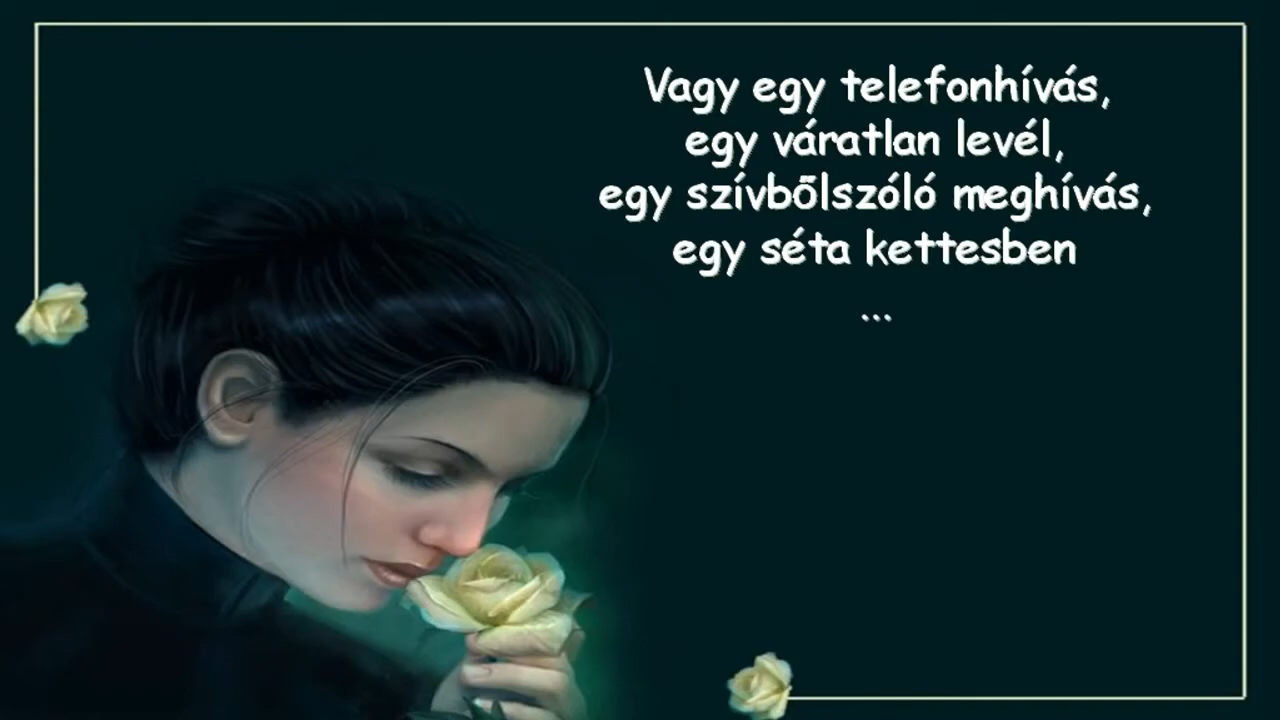 Vagy egy telefonhívás,
egy váratlan levél,
egy szívbőlszóló meghívás,
egy séta kettesben
...